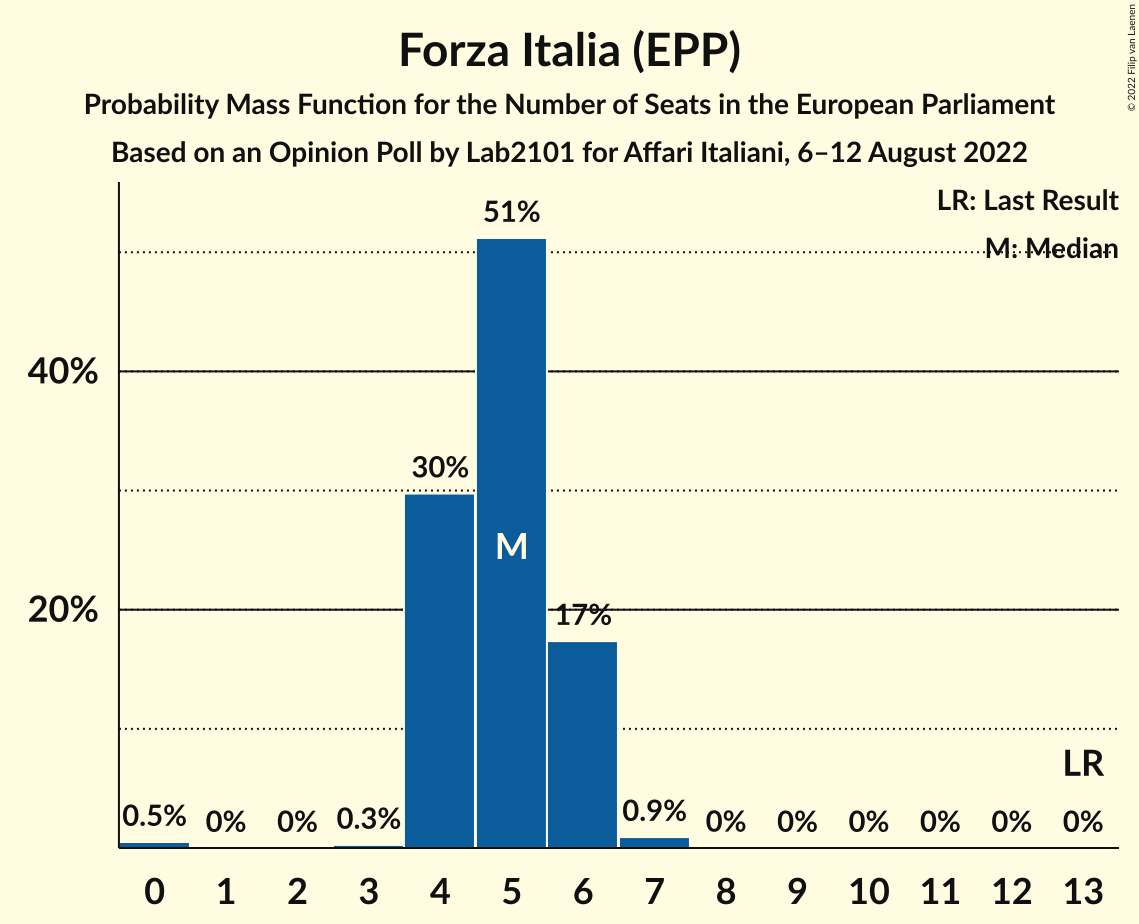 Forza Italia (EPP)
Probability Mass Function for the Number of Seats in the European Parliament
Based on an Opinion Poll by Lab2101 for Affari Italiani, 6–12 August 2022
© 2022 Filip van Laenen
LR: Last Result
M: Median
51%
40%
30%
M
20%
17%
LR
0.5% 0% 0% 0.3% 0.9% 0% 0% 0% 0% 0% 0%
0 1 2 3 4 5 6 7 8 9 10 11 12 13